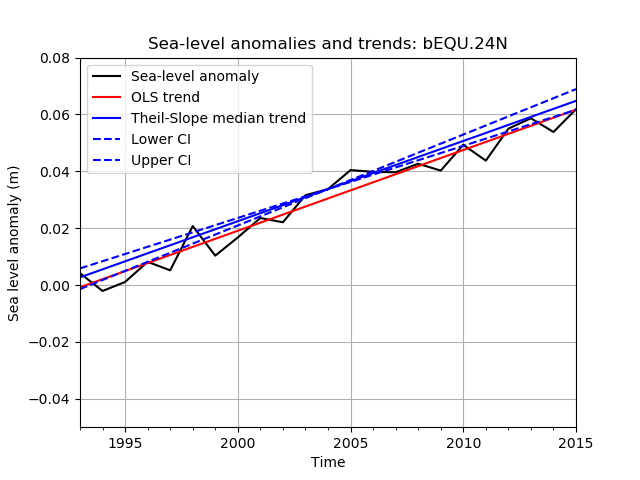 Sea-level anomalies and trends: bEQU.24N
Sea-level anomaly
OLS trend
Theil-Slope median trend
Lower CI
Upper CI
Sea level anomaly (m)
0.08
0.06
0.04
0.02
0.00
−0.02
−0.04
1995
2000
2005
2010
2015
Time